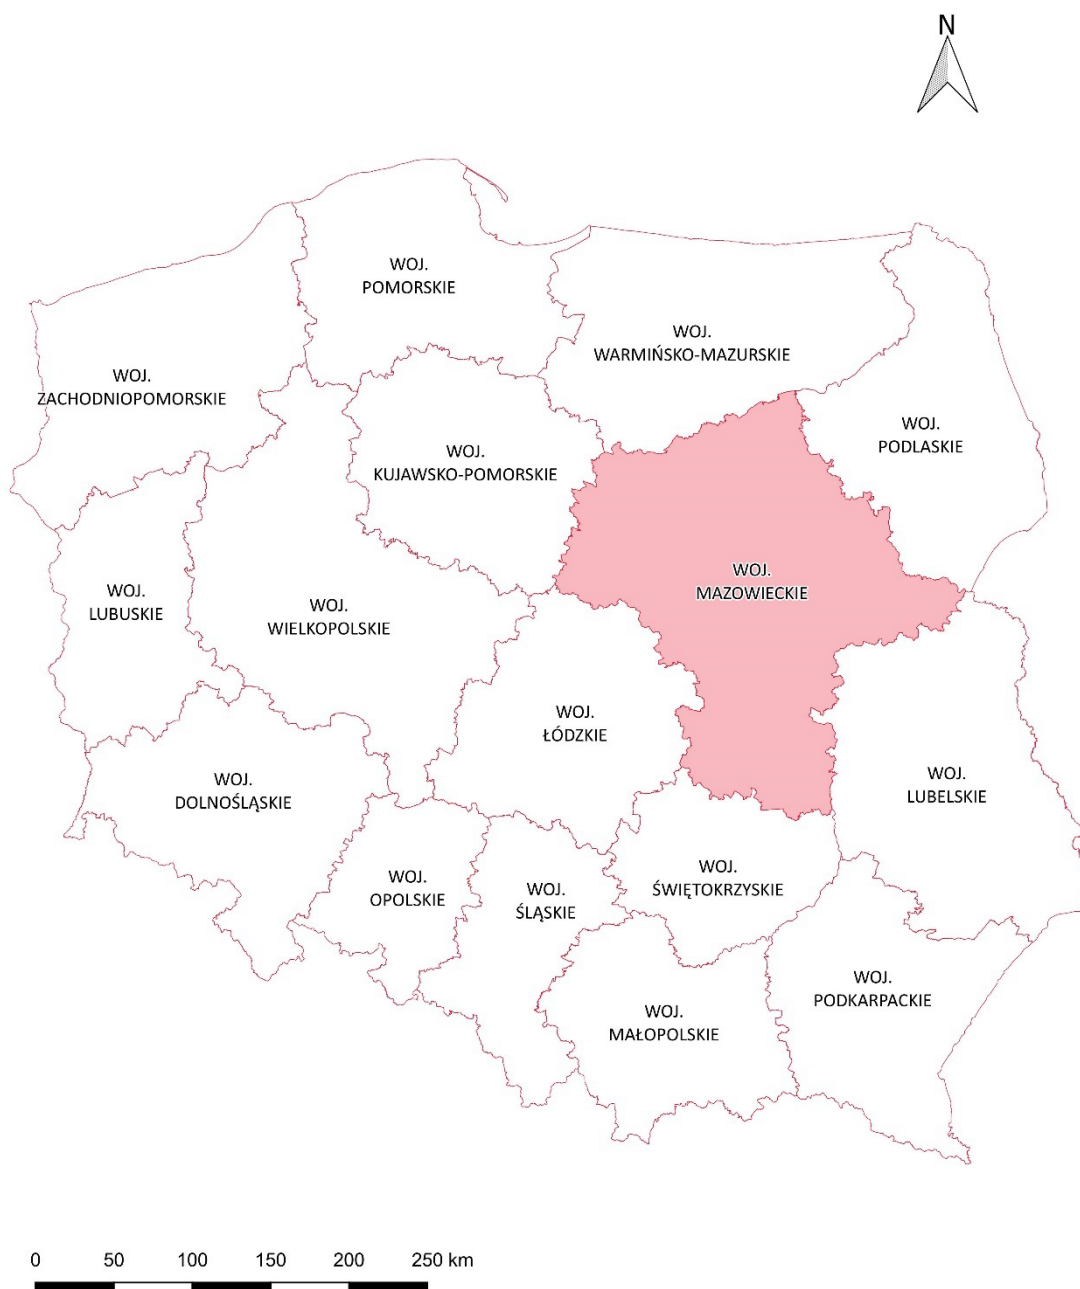 N
WOJ.
POMORSKIE
WOJ.
WARMIŃSKO-MAZURSKIE
WOJ.
ZACHODNIOPOMORSKIE
WOJ.
PODLASKIE
WOJ.
KUJAWSKO-POMORSKIE
WOJ.
MAZOWIECKIE
WOJ.
LUBUSKIE
WOJ.
WIELKOPOLSKIE
WOJ.
ŁÓDZKIE
WOJ.
DOLNOŚLĄSKIE
WOJ.
LUBELSKIE
WOJ.
ŚWIĘTOKRZYSKIE
WOJ.
OPOLSKIE
WOJ.
ŚLĄSKIE
WOJ.
PODKARPACKIE
WOJ.
MAŁOPOLSKIE
0 50 100 150 200 250 km